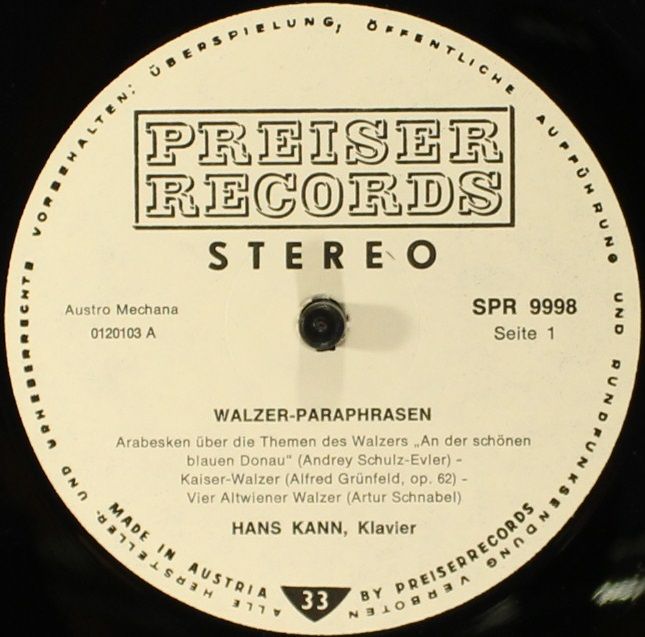 ALLE HERSTELLER- UND URHEBERRECHTE VORBEHALTEN: ÜBERSPIELUNG, ÖFFENTLICHE AUFFÜHRUNG UND RUNDFUNKSENDUNG VERBOTEN
PREISER
RECORDS
STEREO
Austro Mechana
0120103 A
SPR 9998
Seite 1
WALZER-PARAPHRASEN
Arabesken über die Themen des Walzers „An der schönen
blauen Donau" (Andrey Schulz-Evler) –
Kaiser-Walzer (Alfred Grünfeld, op. 62) –
Vier Altwiener Walzer (Artur Schnabel)
HANS KANN, Klavier
MADE IN AUSTRIA
33
BY PREISERRECORDS